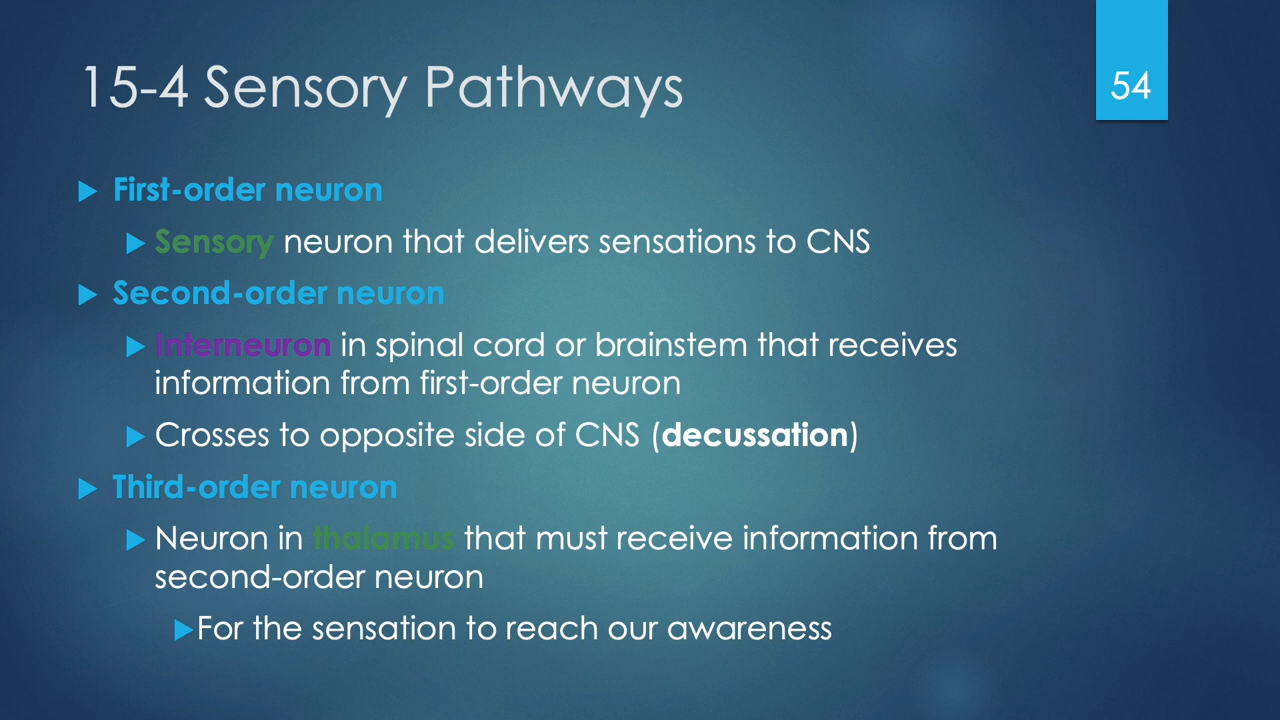 15-4 Sensory Pathways
54
First-order neuron
Sensory neuron that delivers sensations to CNS
Second-order neuron
Interneuron in spinal cord or brainstem that receives
information from first-order neuron
Crosses to opposite side of CNS (decussation)
Third-order neuron
Neuron in thalamus that must receive information from
second-order neuron
For the sensation to reach our awareness